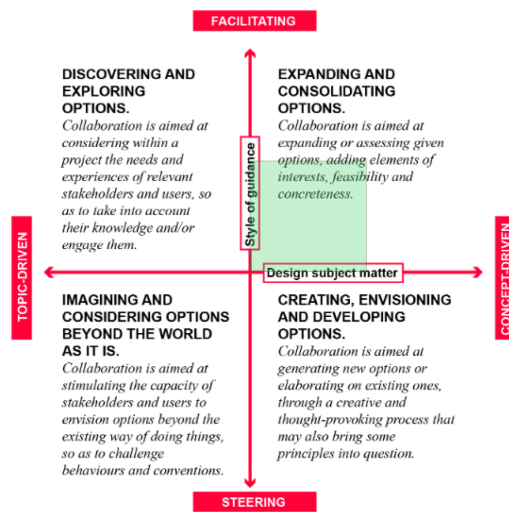 FACILITATING
DISCOVERING AND
EXPLORING
OPTIONS.
Collaboration is aimed at
considering within a
project the needs and
experiences of relevant
stakeholders and users, so
as to take into account
their knowledge and/or
engage them.
EXPANDING AND
CONSOLIDATING
OPTIONS.
Collaboration is aimed at
expanding or assessing given
options, adding elements of
interests, feasibility and
concreteness.
Style of guidance
TOPIC-DRIVEN
Design subject matter
CONCEPT-DRIVEN
IMAGINING AND
CONSIDERING OPTIONS
BEYOND THE WORLD
AS IT IS.
Collaboration is aimed at
stimulating the capacity of
stakeholders and users to
envision options beyond the
existing way of doing things,
so as to challenge
behaviours and conventions.
CREATING, ENVISIONING
AND DEVELOPING
OPTIONS.
Collaboration is aimed at
generating new options or
elaborating on existing ones,
through a creative and
thought-provoking process that
may also bring some
principles into question.
STEERING